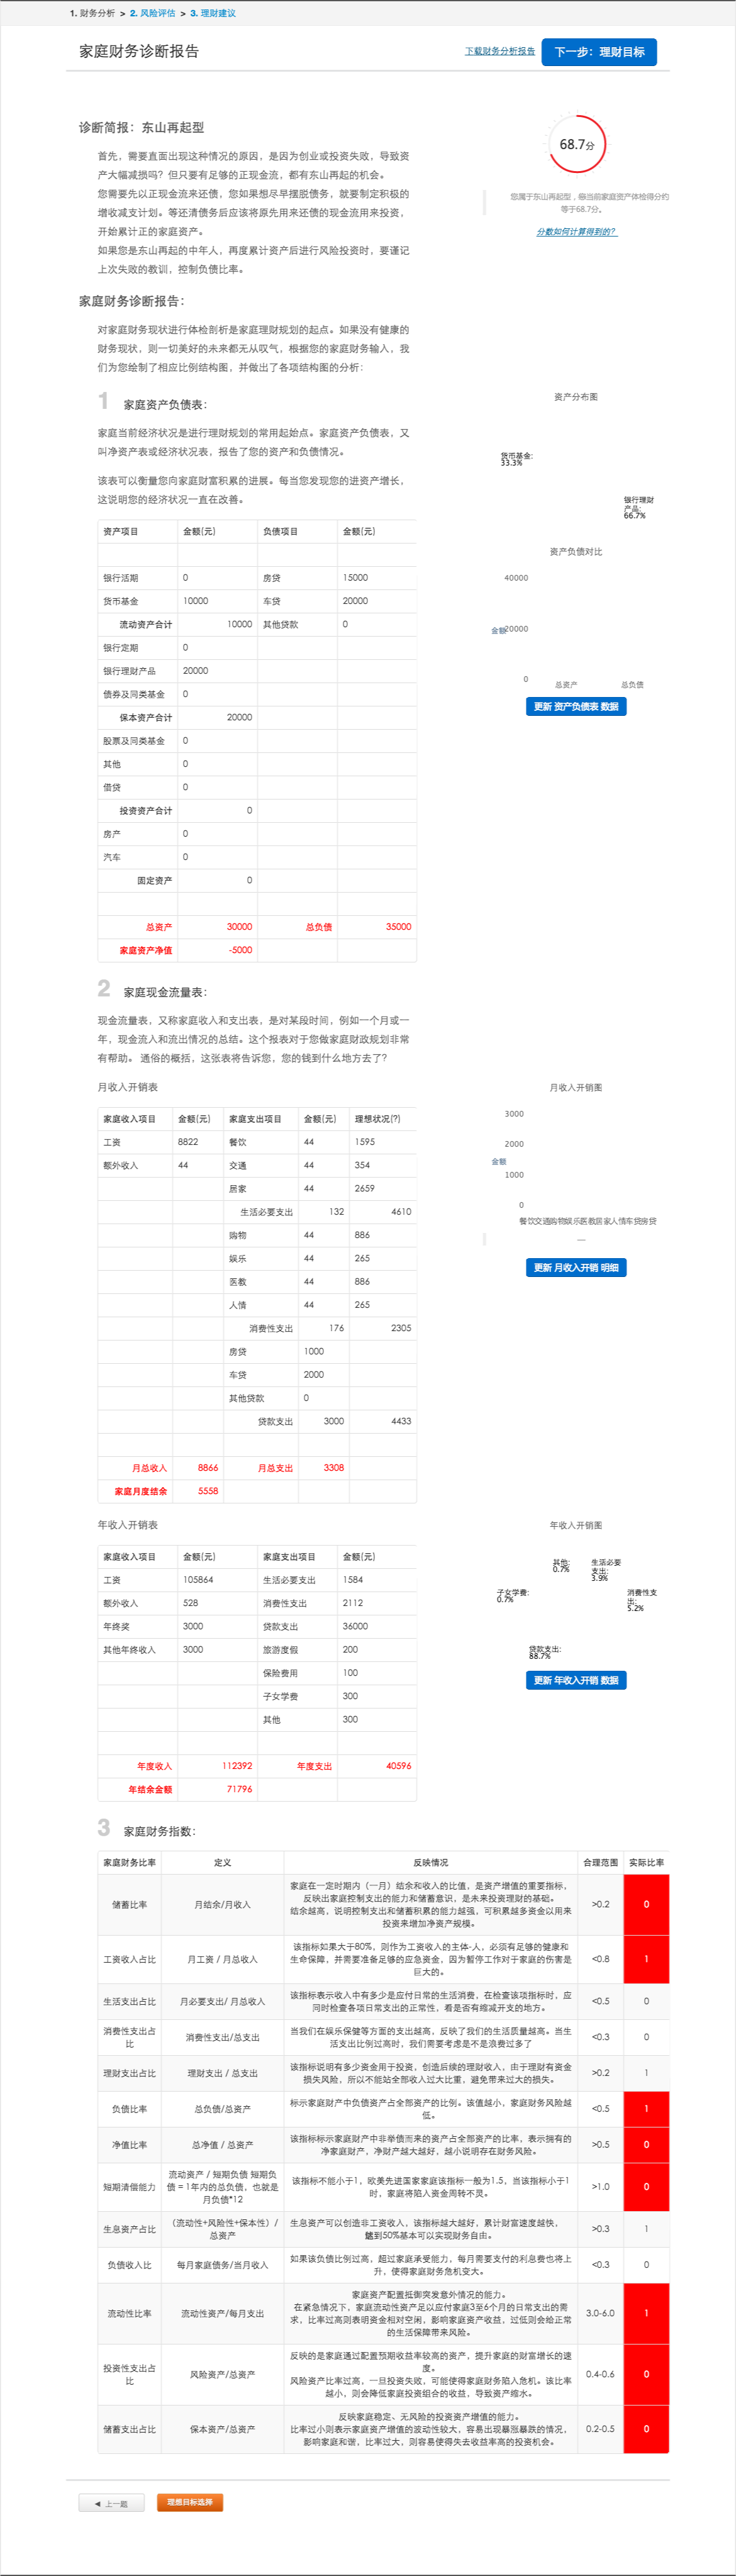 1. 财务分析 > 2. 风险评估 > 3. 理财建议
家庭财务诊断报告
下载财务分析报告
下一步：理财目标
诊断简报：东山再起型
首先，需要直面出现这种情况的原因，是因为创业或投资失败，导致资
产大幅减损吗？但只要有足够的正现金流，都有东山再起的机会。
您需要先以正现金流来还债，您如果想尽早摆脱债务，就要制定积极的
增收减支计划。等还清债务后应该将原先用来还债的现金流用来投资，
开始累计正的家庭资产。
如果您是东山再起的中年人，再度累计资产后进行风险投资时，要谨记
上次失败的教训，控制负债比率。
68.7分
您属于东山再起型，您当前家庭资产体检得分约
等于68.7分。
分数如何计算得到的？
家庭财务诊断报告：
对家庭财务现状进行体检剖析是家庭理财规划的起点。如果没有健康的
财务现状，则一切美好的未来都无从叹气，根据您的家庭财务输入，我
们为您绘制了相应比例结构图，并做出了各项结构图的分析：
1 家庭资产负债表：
家庭当前经济状况是进行理财规划的常用起始点。家庭资产负债表，又
叫净资产表或经济状况表，报告了您的资产和负债情况。
该表可以衡量您向家庭财富积累的进展。每当您发现您的进资产增长，
这说明您的经济状况一直在改善。
资产项目 金额(元) 负债项目 金额(元)
银行活期 0 房贷 15000
货币基金 10000 车贷 20000
流动资产合计 10000 其他贷款 0
银行定期 0
银行理财产品 20000
债券及同类基金 0
保本资产合计 20000
股票及同类基金 0
其他 0
借贷 0
投资资产合计 0
房产 0
汽车 0
固定资产 0
总资产 30000 总负债 35000
家庭资产净值 -5000
资产分布图
货币基金:
33.3%
银行理财
产品:
66.7%
资产负债对比
40000
金额
20000
0
总资产 总负债
更新 资产负债表 数据
2 家庭现金流量表：
现金流量表，又称家庭收入和支出表，是对某段时间，例如一个月或一
年，现金流入和流出情况的总结。这个报表对于您做家庭财政规划非常
有帮助。 通俗的概括，这张表将告诉您，您的钱到什么地方去了？
月收入开销表
家庭收入项目 金额(元) 家庭支出项目 金额(元) 理想状况(?)
工资 8822 餐饮 44 1595
额外收入 44 交通 44 354
居家 44 2659
生活必要支出 132 4610
购物 44 886
娱乐 44 265
医教 44 886
人情 44 265
消费性支出 176 2305
房贷 1000
车贷 2000
其他贷款 0
贷款支出 3000 4433
月总收入 8866 月总支出 3308
家庭月度结余 5558
月收入开销图
3000
2000
金额
1000
0
餐饮交通购物娱乐医教居家人情车贷房贷
更新 月收入开销 明细
年收入开销表
家庭收入项目 金额(元) 家庭支出项目 金额(元)
工资 105864 生活必要支出 1584
额外收入 528 消费性支出 2112
年终奖 3000 贷款支出 36000
其他年终收入 3000 旅游度假 200
保险费用 100
子女学费 300
其他 300
年度收入 112392 年度支出 40596
年结余金额 71796
年收入开销图
其他:
0.7%
生活必要
支出:
3.9%
子女学费:
0.7%
消费性支
出:
5.2%
贷款支出:
88.7%
更新 年收入开销 数据
3 家庭财务指数：
家庭财务比率 定义 反映情况 合理范围 实际比率
家庭在一定时期内（一月）结余和收入的比值，是资产增值的重要指标，
反映出家庭控制支出的能力和储蓄意识，是未来投资理财的基础。
储蓄比率 月结余/月收入 >0.2 0
结余越高，说明控制支出和储蓄积累的能力越强，可积累越多资金以用来
投资来增加净资产规模。
该指标如果大于80%，则作为工资收入的主体-人，必须有足够的健康和
工资收入占比 月工资 / 月总收入 生命保障，并需要准备足够的应急资金，因为暂停工作对于家庭的伤害是 <0.8 1
巨大的。
该指标表示收入中有多少是应付日常的生活消费，在检查该项指标时，应
生活支出占比 月必要支出/ 月总收入 <0.5 0
同时检查各项日常支出的正常性，看是否有缩减开支的地方。
消费性支出占
比
消费性支出/总支出
当我们在娱乐保健等方面的支出越高，反映了我们的生活质量越高。当生
活支出比例过高时，我们需要考虑是不是浪费过多了
<0.3 0
理财支出占比 理财支出 / 总支出
该指标说明有多少资金用于投资，创造后续的理财收入，由于理财有资金
损失风险，所以不能站全部收入过大比重，避免带来过大的损失。
>0.2 1
负债比率 总负债/总资产
标示家庭财产中负债资产占全部资产的比例。该值越小，家庭财务风险越
低。
<0.5 1
净值比率 总净值 / 总资产
该指标标示家庭财产中非举债而来的资产占全部资产的比率，表示拥有的
净家庭财产，净财产越大越好，越小说明存在财务风险。
>0.5 0
短期清偿能力
流动资产 / 短期负债 短期负
债 = 1年内的总负债，也就是
月负债*12
该指标不能小于1，欧美先进国家家庭该指标一般为1.5，当该指标小于1
时，家庭将陷入资金周转不灵。
>1.0 0
生息资产占比
（流动性+风险性+保本性）/
总资产
生息资产可以创造非工资收入，该指标越大越好，累计财富速度越快，
能到50%基本可以实现财务自由。
>0.3 1
负债收入比 每月家庭债务/当月收入
如果该负债比例过高，超过家庭承受能力，每月需要支付的利息费也将上
升，使得家庭财务危机变大。
<0.3 0
流动性比率 流动性资产/每月支出
家庭资产配置抵御突发意外情况的能力。
在紧急情况下，家庭流动性资产足以应付家庭3至6个月的日常支出的需
求，比率过高则表明资金相对空闲，影响家庭资产收益，过低则会给正常
的生活保障带来风险。
3.0-6.0 1
投资性支出占
比
风险资产/总资产
反映的是家庭通过配置预期收益率较高的资产，提升家庭的财富增长的速
度。
风险资产比率过高，一旦投资失败，可能使得家庭财务陷入危机。该比率
越小，则会降低家庭投资组合的收益，导致资产缩水。
0.4-0.6 0
储蓄支出占比 保本资产/总资产
反映家庭稳定、无风险的投资资产增值的能力。
比率过小则表示家庭资产增值的波动性较大，容易出现暴涨暴跌的情况，
影响家庭和谐，比率过大，则容易使得失去收益率高的投资机会。
0.2-0.5 0
◄ 上一题
理想目标选择